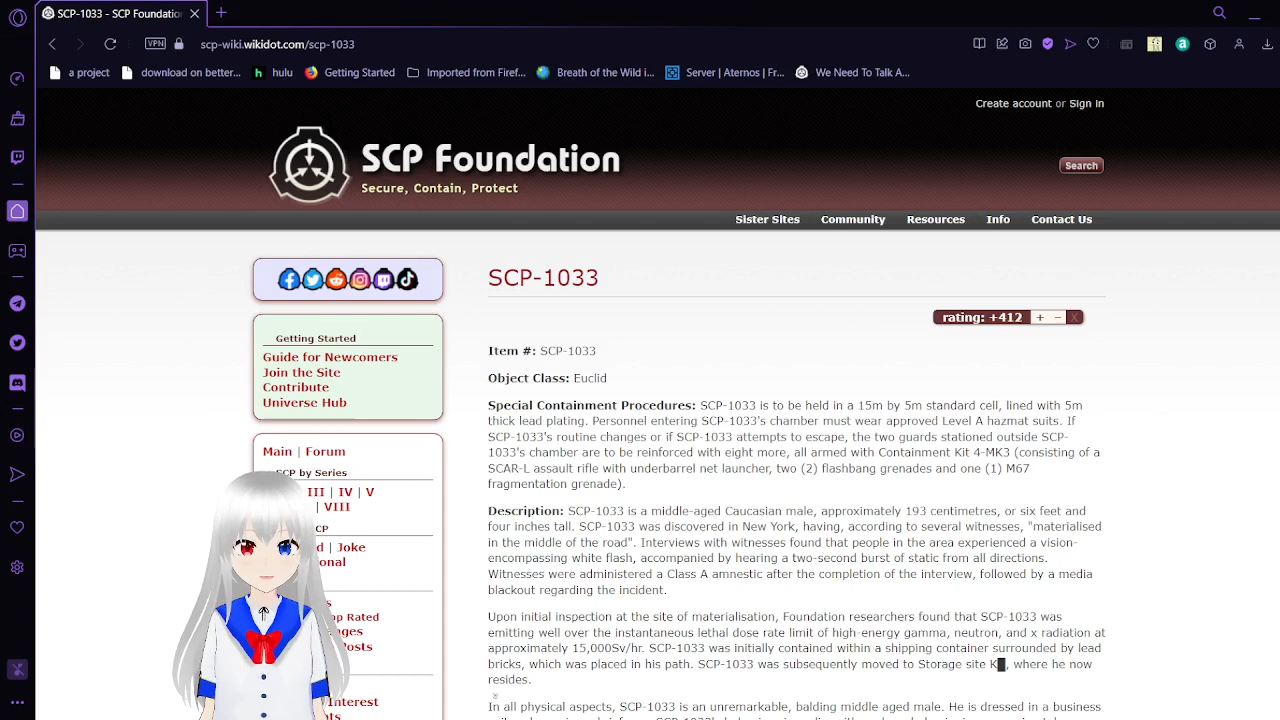 SCP-1033 - SCP Foundation
VPN
scp-wiki.wikidot.com/scp-1033
a project
download on better...
hulu
Getting Started
Imported from Firef...
Breath of the Wild i...
Server | Aternos | Fr...
We Need To Talk A...
Create account or Sign in
SCP Foundation
Secure, Contain, Protect
Search
Sister Sites
Community
Resources
Info
Contact Us
Getting Started
Guide for Newcomers
Join the Site
Contribute
Universe Hub
Main | Forum
SCP by Series
III | IV | V
| VIII
CP
d | Joke
ional
s
op Rated
ages
Posts
Interest
nts
SCP-1033
rating: +412 + – X
Item #: SCP-1033
Object Class: Euclid
Special Containment Procedures: SCP-1033 is to be held in a 15m by 5m standard cell, lined with 5m
thick lead plating. Personnel entering SCP-1033's chamber must wear approved Level A hazmat suits. If
SCP-1033's routine changes or if SCP-1033 attempts to escape, the two guards stationed outside SCP-
1033's chamber are to be reinforced with eight more, all armed with Containment Kit 4-MK3 (consisting of a
SCAR-L assault rifle with underbarrel net launcher, two (2) flashbang grenades and one (1) M67
fragmentation grenade).
Description: SCP-1033 is a middle-aged Caucasian male, approximately 193 centimetres, or six feet and
four inches tall. SCP-1033 was discovered in New York, having, according to several witnesses, "materialised
in the middle of the road". Interviews with witnesses found that people in the area experienced a vision-
encompassing white flash, accompanied by hearing a two-second burst of static from all directions.
Witnesses were administered a Class A amnestic after the completion of the interview, followed by a media
blackout regarding the incident.
Upon initial inspection at the site of materialisation, Foundation researchers found that SCP-1033 was
emitting well over the instantaneous lethal dose rate limit of high-energy gamma, neutron, and x radiation at
approximately 15,000Sv/hr. SCP-1033 was initially contained within a shipping container surrounded by lead
bricks, which was placed in his path. SCP-1033 was subsequently moved to Storage site K█, where he now
resides.
In all physical aspects, SCP-1033 is an unremarkable, balding middle aged male. He is dressed in a business